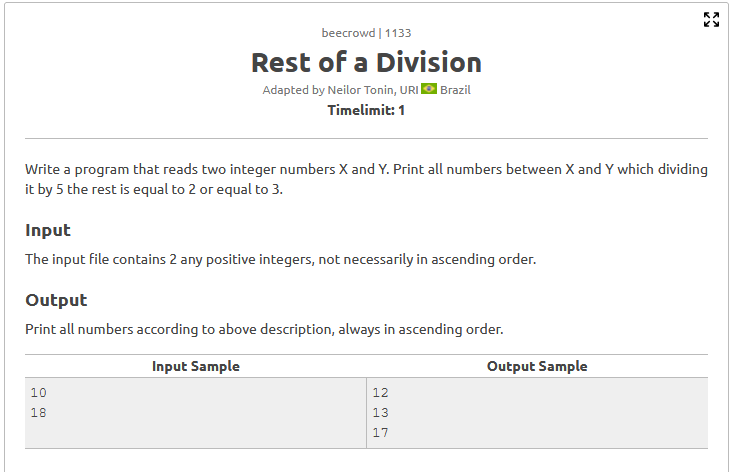 beecrowd | 1133
Rest of a Division
Adapted by Neilor Tonin, URI Brazil
Timelimit: 1
Write a program that reads two integer numbers X and Y. Print all numbers between X and Y which dividing
it by 5 the rest is equal to 2 or equal to 3.
Input
The input file contains 2 any positive integers, not necessarily in ascending order.
Output
Print all numbers according to above description, always in ascending order.
Input Sample Output Sample
10 12
18 13
17